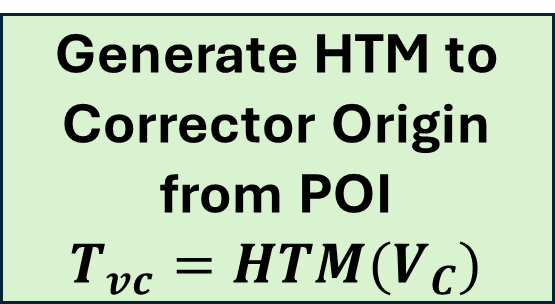 Generate HTM to
Corrector Origin
from POI
T_vc = HTM(V_C)